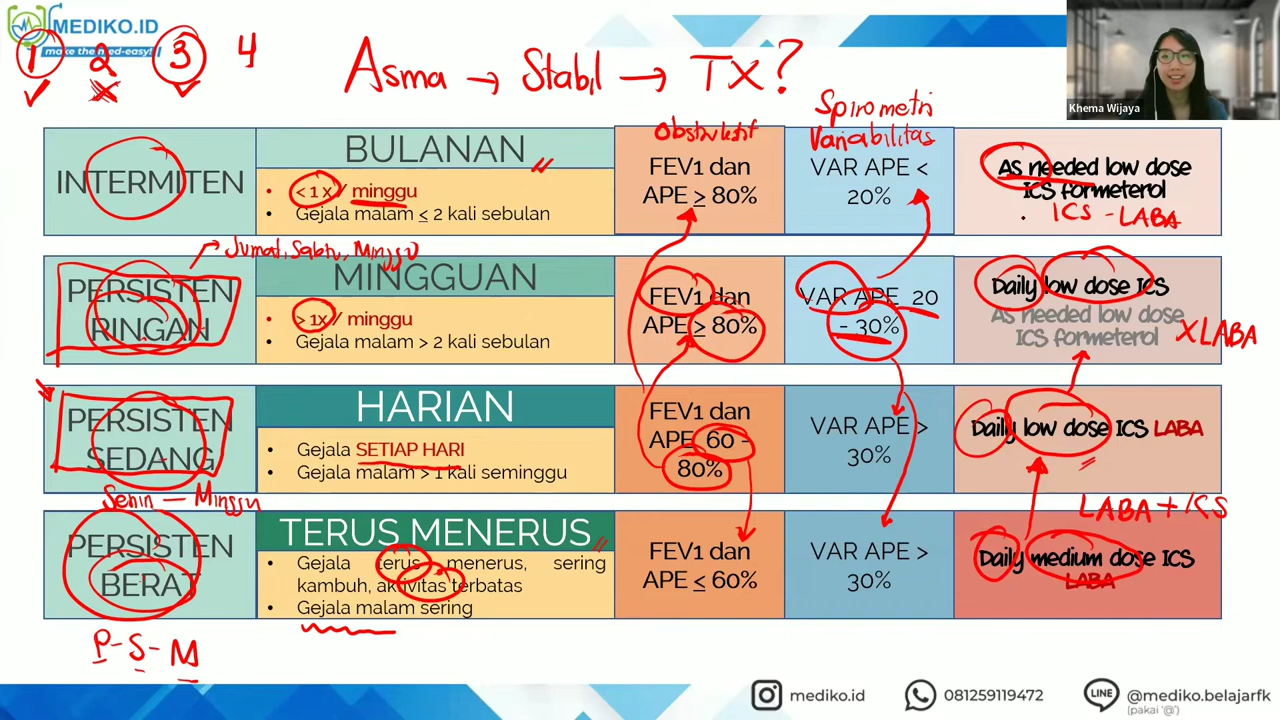 MEDIKO.ID
make the med-easy!
1 2 3 4
Asma → Stabil → TX?
Khema Wijaya
Obstruktif
Spirometri
Variabilitas
INTERMITEN
BULANAN
• < 1 x / minggu
• Gejala malam ≤ 2 kali sebulan
FEV1 dan
APE ≥ 80%
VAR APE <
20%
As needed low dose
ICS formeterol
ICS - LABA
Jumat, Sabtu, Minggu
PERSISTEN
RINGAN
MINGGUAN
• > 1x / minggu
• Gejala malam > 2 kali sebulan
FEV1 dan
APE ≥ 80%
VAR APE 20
- 30%
Daily low dose ICS
As needed low dose
ICS formeterol
X LABA
PERSISTEN
SEDANG
HARIAN
• Gejala SETIAP HARI
• Gejala malam > 1 kali seminggu
FEV1 dan
APE 60 -
80%
VAR APE >
30%
Daily low dose ICS LABA
Senin - Minggu
LABA + ICS
PERSISTEN
BERAT
TERUS MENERUS
• Gejala terus menerus, sering
kambuh, aktivitas terbatas
• Gejala malam sering
FEV1 dan
APE ≤ 60%
VAR APE >
30%
Daily medium dose ICS
LABA
P - S - M
mediko.id
081259119472
LINE
@mediko.belajarfk
(pakai '@')